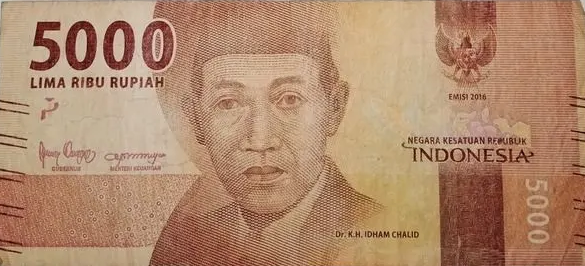 5000
LIMA RIBU RUPIAH
EMISI 2016
NEGARA KESATUAN REPUBLIK
INDONESIA
GUBERNUR
MENTERI KEUANGAN
Dr. K.H. IDHAM CHALID
5000